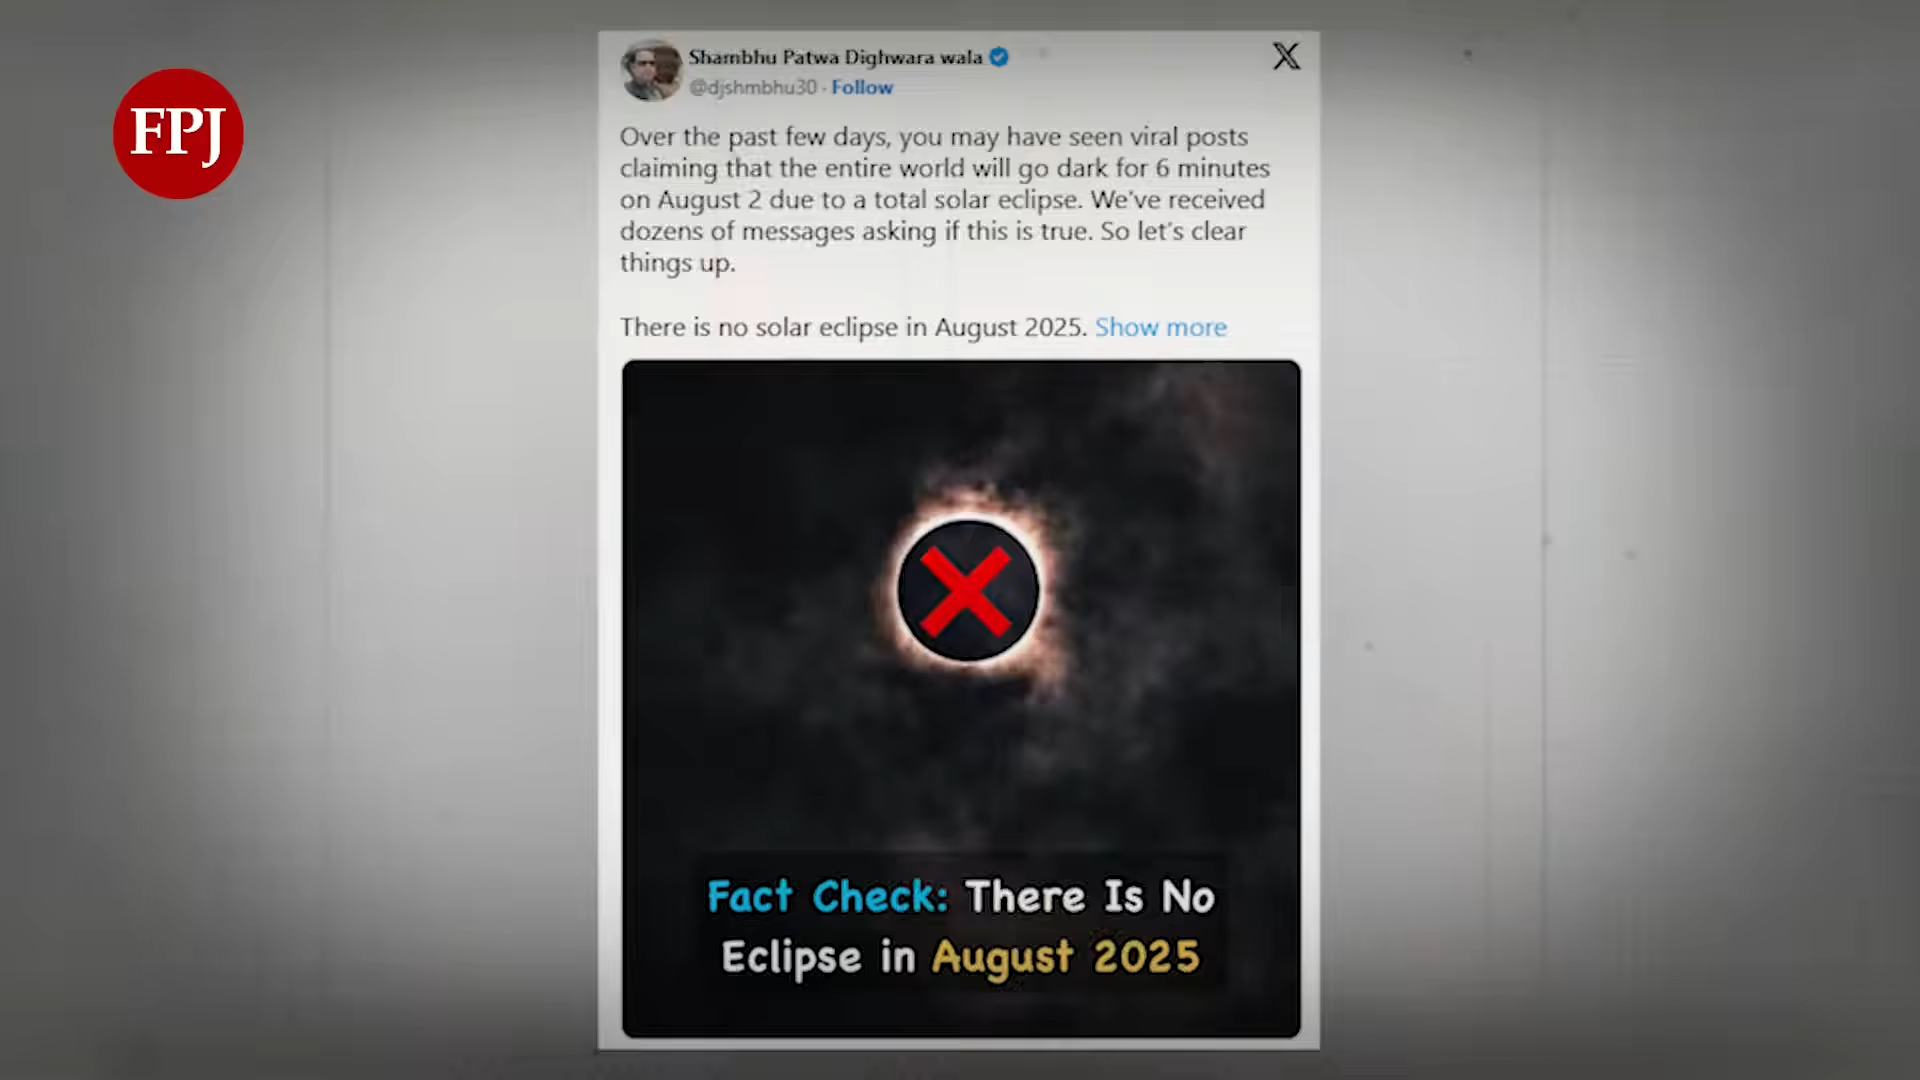 FPJ
Shambhu Patwa Dighwara wala
@djshmbhu30 · Follow
X
Over the past few days, you may have seen viral posts
claiming that the entire world will go dark for 6 minutes
on August 2 due to a total solar eclipse. We've received
dozens of messages asking if this is true. So let's clear
things up.
There is no solar eclipse in August 2025. Show more
Fact Check: There Is No
Eclipse in August 2025